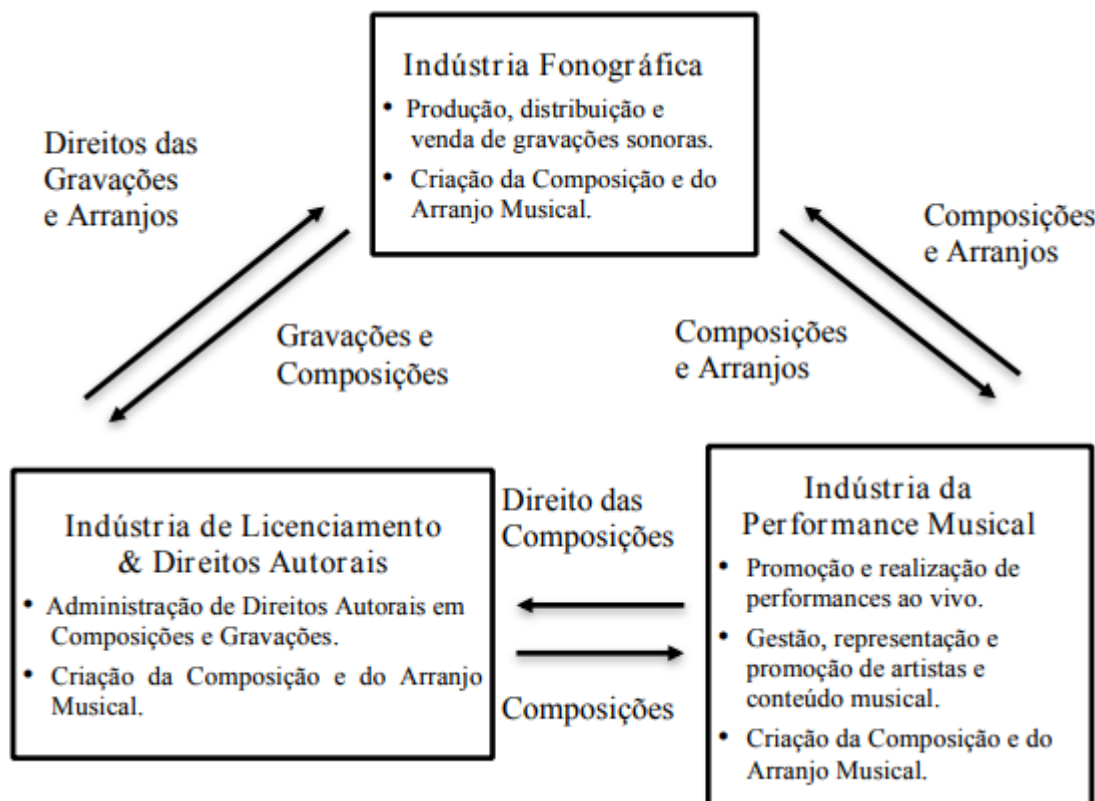 Indústria Fonográfica
• Produção, distribuição e
venda de gravações sonoras.
• Criação da Composição e do
Arranjo Musical.
Direitos das
Gravações
e Arranjos
Composições
e Arranjos
Gravações e
Composições
Composições
e Arranjos
Indústria de Licenciamento
& Direitos Autorais
• Administração de Direitos Autorais em
Composições e Gravações.
• Criação da Composição e do Arranjo
Musical.
Direito das
Composições
Composições
Indústria da
Performance Musical
• Promoção e realização de
performances ao vivo.
• Gestão, representação e
promoção de artistas e
conteúdo musical.
• Criação da Composição e do
Arranjo Musical.